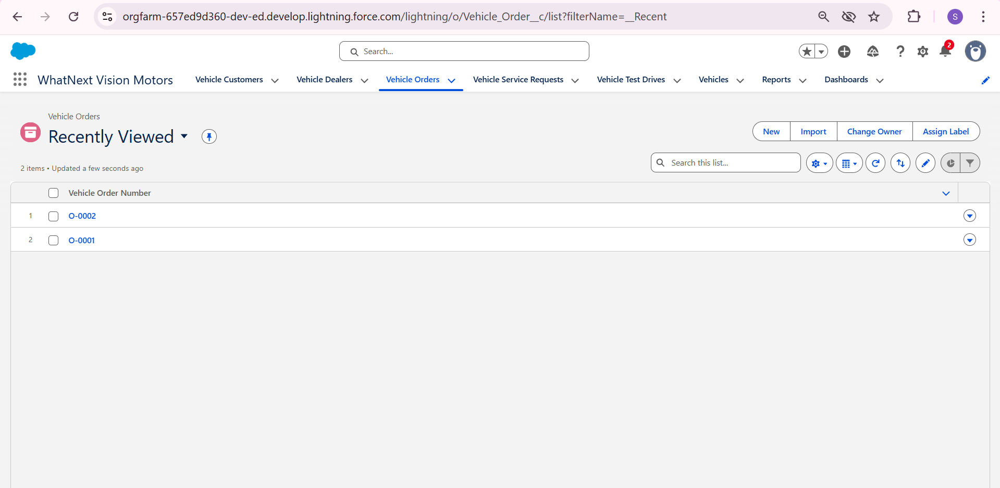 orgfarm-657ed9d360-dev-ed.develop.lightning.force.com/lightning/o/Vehicle_Order__c/list?filterName=__Recent
S
Search...
2
WhatNext Vision Motors
Vehicle Customers
Vehicle Dealers
Vehicle Orders
Vehicle Service Requests
Vehicle Test Drives
Vehicles
Reports
Dashboards
Vehicle Orders
Recently Viewed
New
Import
Change Owner
Assign Label
2 items • Updated a few seconds ago
Search this list...
Vehicle Order Number
1 O-0002
2 O-0001